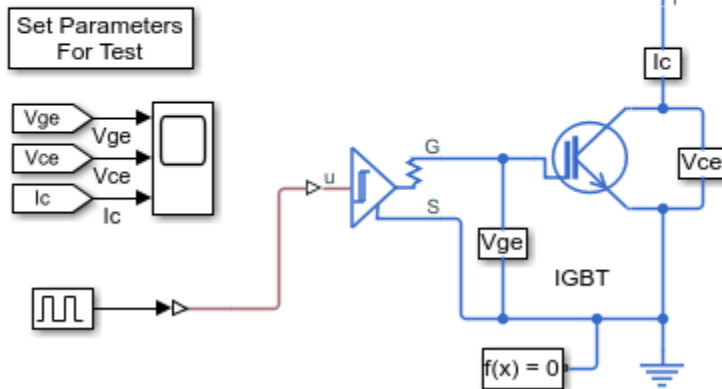 Set Parameters
For Test
Ic
Vge
Vge
Vce
Vce
Ic
Ic
u
G
S
Vce
Vge
IGBT
f(x) = 0